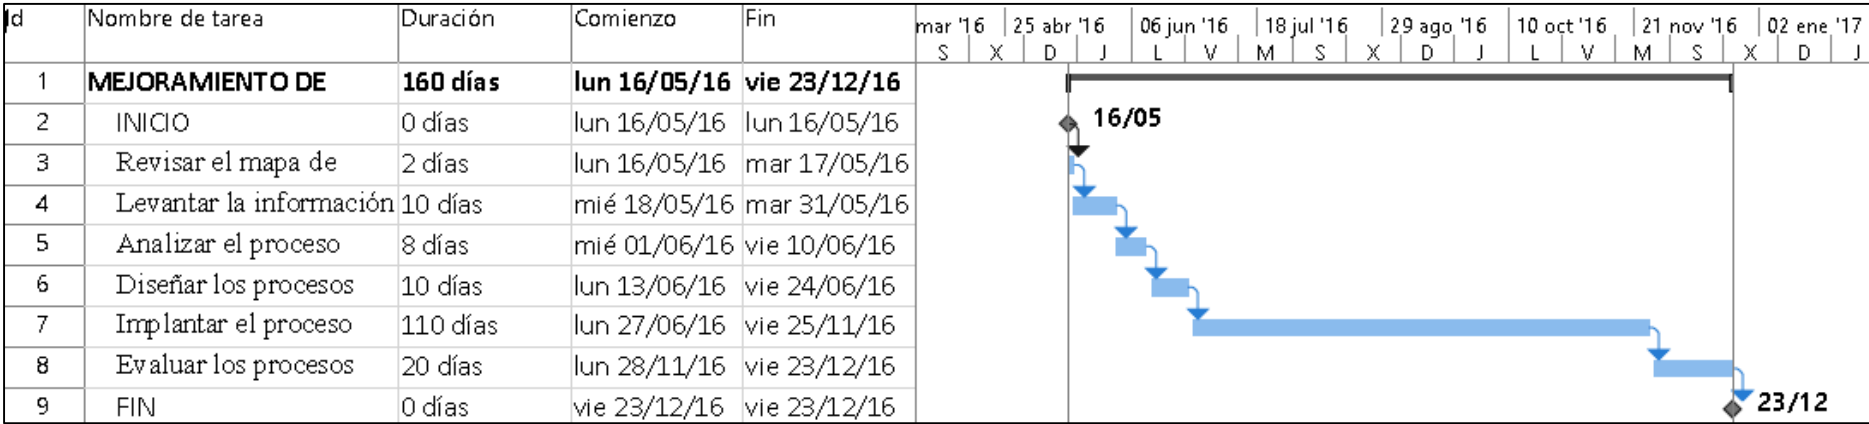 Id Nombre de tarea Duración Comienzo Fin mar '16 25 abr '16 06 jun '16 18 jul '16 29 ago '16 10 oct '16 21 nov '16 02 ene '17
S X D J L V M S X D J L V M S X D J
1 MEJORAMIENTO DE 160 días lun 16/05/16 vie 23/12/16
2 INICIO 0 días lun 16/05/16 lun 16/05/16 16/05
3 Revisar el mapa de 2 días lun 16/05/16 mar 17/05/16
4 Levantar la información 10 días mié 18/05/16 mar 31/05/16
5 Analizar el proceso 8 días mié 01/06/16 vie 10/06/16
6 Diseñar los procesos 10 días lun 13/06/16 vie 24/06/16
7 Implantar el proceso 110 días lun 27/06/16 vie 25/11/16
8 Evaluar los procesos 20 días lun 28/11/16 vie 23/12/16
9 FIN 0 días vie 23/12/16 vie 23/12/16 23/12